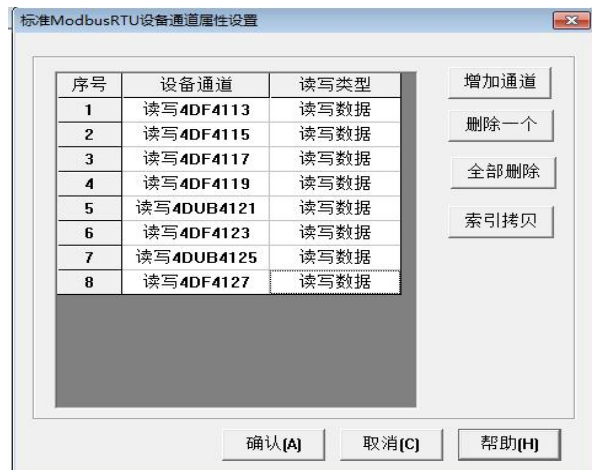 标准ModbusRTU设备通道属性设置
序号 设备通道 读写类型
1 读写4DF4113 读写数据
2 读写4DF4115 读写数据
3 读写4DF4117 读写数据
4 读写4DF4119 读写数据
5 读写4DUB4121 读写数据
6 读写4DF4123 读写数据
7 读写4DUB4125 读写数据
8 读写4DF4127 读写数据
增加通道
删除一个
全部删除
索引拷贝
确认(A) 取消(C) 帮助(H)